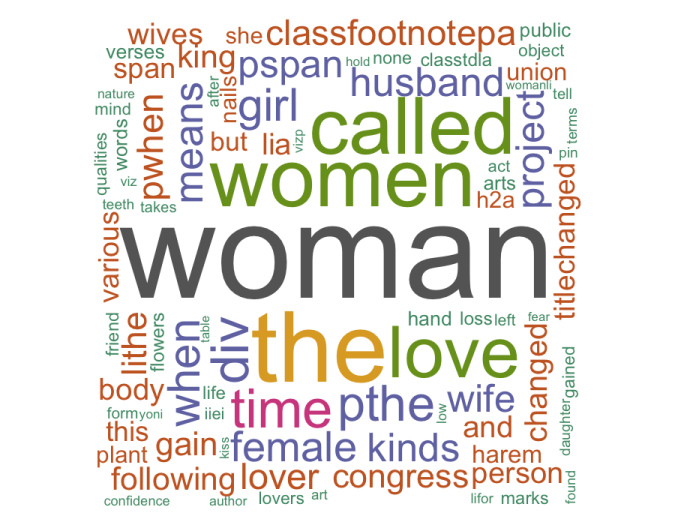 wives she classfootnotepa public
verses king hold none classtdla object
span pspan husband union
nature after nails girl womanli
mind means but lia vizp called project tell
qualities words pwhen women act terms
viz arts pin
teeth takes h2a
various woman titlechanged
friend lithe flowers when table div the love hand loss left fear changed
body life time pthe wife low gained
form yoni iiei daughter
this gain kiss female kinds and harem
plant following lover congress person found
confidence author lovers art lifor marks